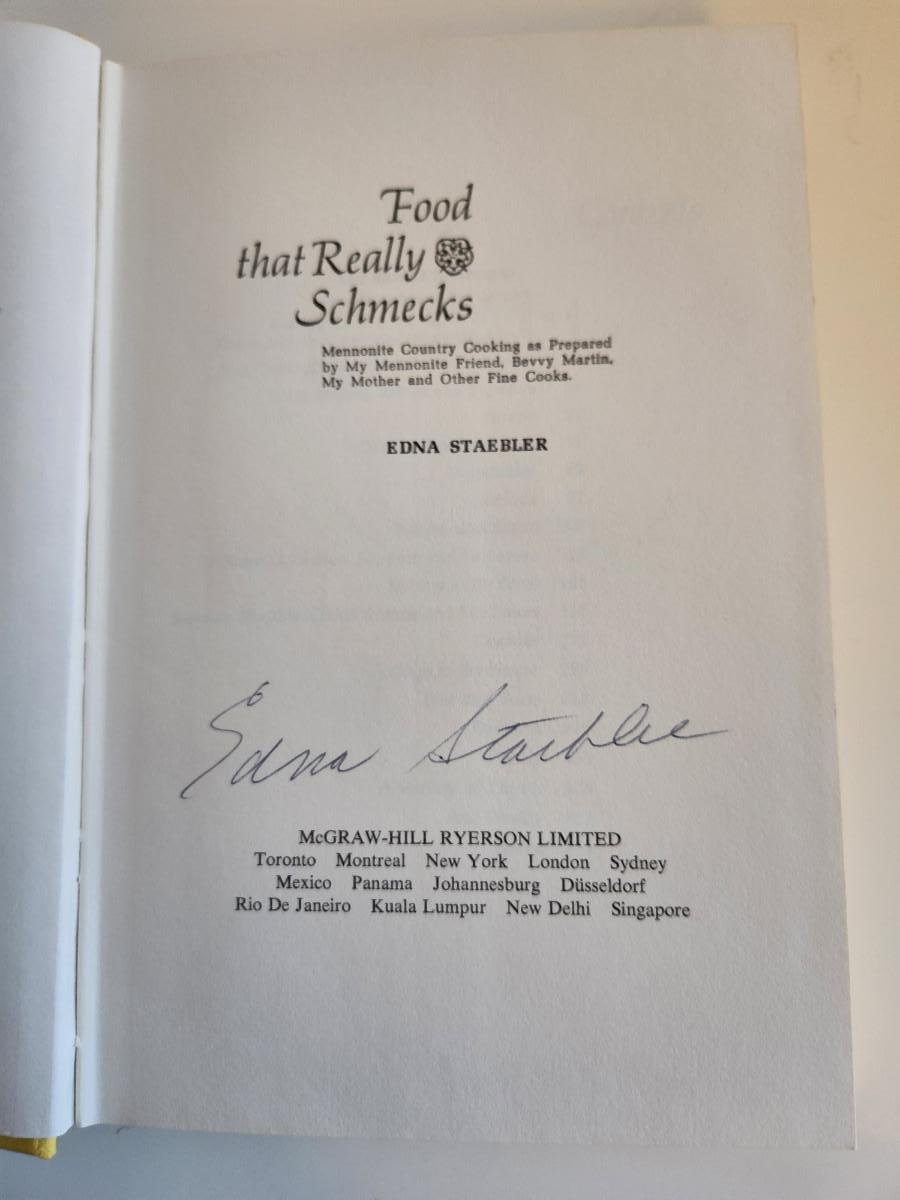 Food
that Really
Schmecks
Mennonite Country Cooking as Prepared
by My Mennonite Friend, Bevvy Martin,
My Mother and Other Fine Cooks.
EDNA STAEBLER
Edna Staebler
McGRAW-HILL RYERSON LIMITED
Toronto Montreal New York London Sydney
Mexico Panama Johannesburg Düsseldorf
Rio De Janeiro Kuala Lumpur New Delhi Singapore